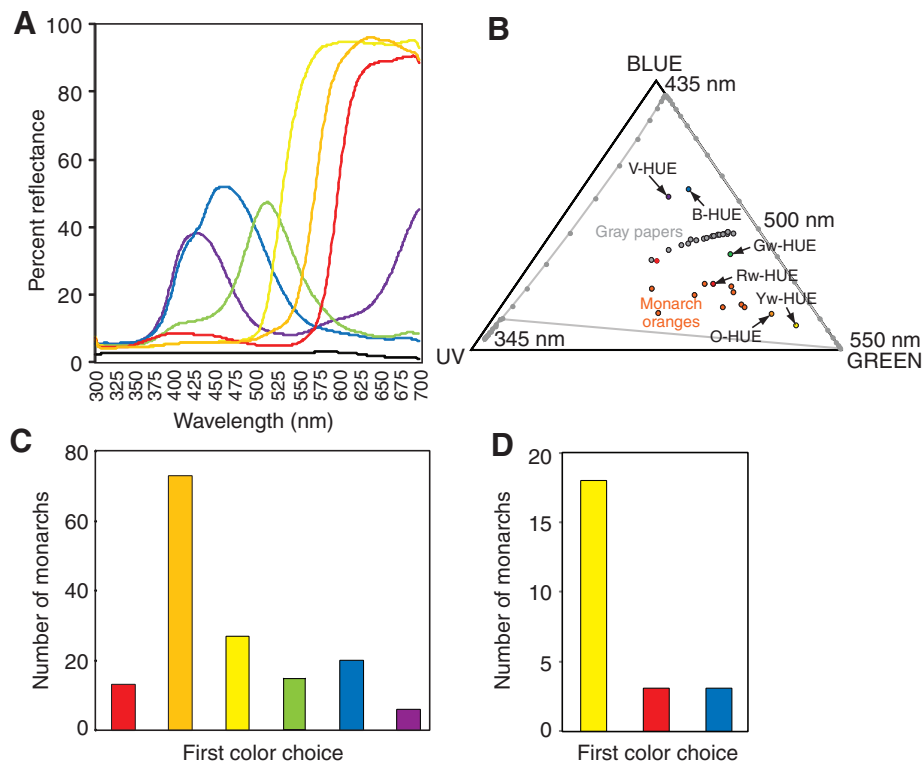 A
100
80
60
40
20
0
Percent reflectance
300 325 350 375 400 425 450 475 500 525 550 575 600 625 650 675 700
Wavelength (nm)
B
BLUE
435 nm
V-HUE
B-HUE
500 nm
Gray papers
Gw-HUE
Rw-HUE
Monarch
oranges
Yw-HUE
O-HUE
345 nm
550 nm
UV
GREEN
C
80
60
40
20
0
Number of monarchs
First color choice
D
20
15
10
5
0
Number of monarchs
First color choice